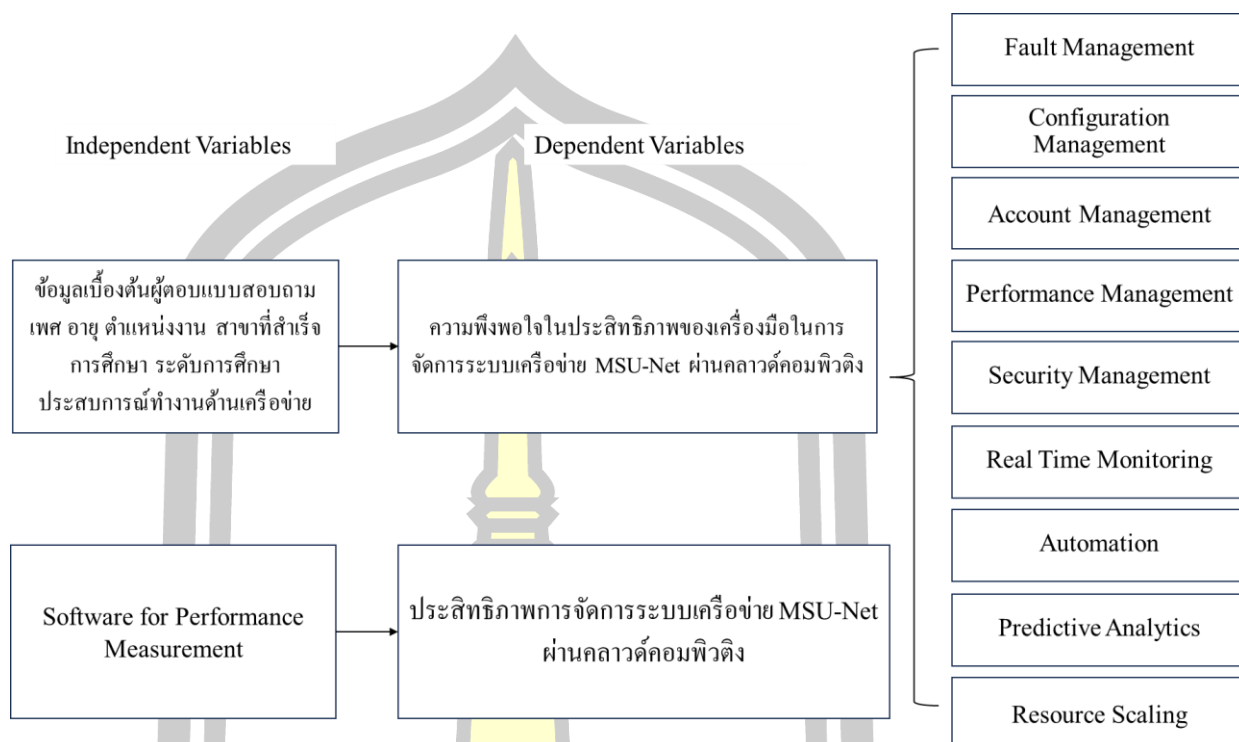 Independent Variables
Dependent Variables
ข้อมูลเบื้องต้นผู้ตอบแบบสอบถาม
เพศ อายุ ตำแหน่งงาน สาขาที่สำเร็จ
การศึกษา ระดับการศึกษา
ประสบการณ์ทำงานด้านเครือข่าย
ความพึงพอใจในประสิทธิภาพของเครื่องมือในการ
จัดการระบบเครือข่าย MSU-Net ผ่านคลาวด์คอมพิวติง
Software for Performance
Measurement
ประสิทธิภาพการจัดการระบบเครือข่าย MSU-Net
ผ่านคลาวด์คอมพิวติง
Fault Management
Configuration
Management
Account Management
Performance Management
Security Management
Real Time Monitoring
Automation
Predictive Analytics
Resource Scaling